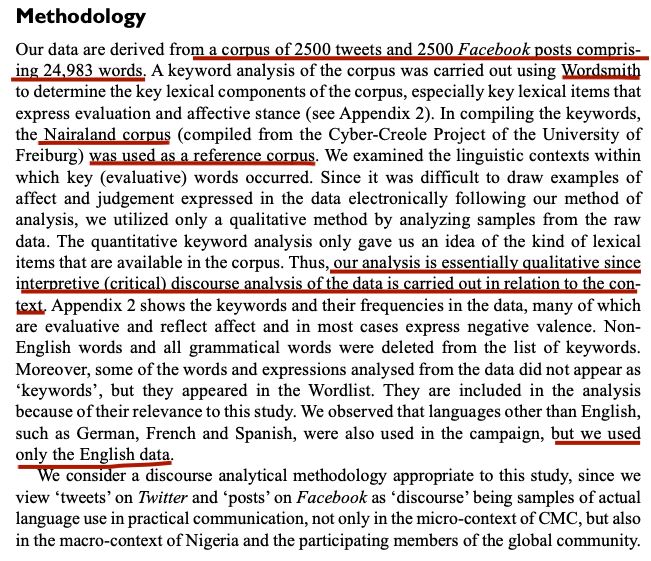 Methodology
Our data are derived from a corpus of 2500 tweets and 2500 Facebook posts compris-
ing 24,983 words. A keyword analysis of the corpus was carried out using Wordsmith
to determine the key lexical components of the corpus, especially key lexical items that
express evaluation and affective stance (see Appendix 2). In compiling the keywords,
the Nairaland corpus (compiled from the Cyber-Creole Project of the University of
Freiburg) was used as a reference corpus. We examined the linguistic contexts within
which key (evaluative) words occurred. Since it was difficult to draw examples of
affect and judgement expressed in the data electronically following our method of
analysis, we utilized only a qualitative method by analyzing samples from the raw
data. The quantitative keyword analysis only gave us an idea of the kind of lexical
items that are available in the corpus. Thus, our analysis is essentially qualitative since
interpretive (critical) discourse analysis of the data is carried out in relation to the con-
text. Appendix 2 shows the keywords and their frequencies in the data, many of which
are evaluative and reflect affect and in most cases express negative valence. Non-
English words and all grammatical words were deleted from the list of keywords.
Moreover, some of the words and expressions analysed from the data did not appear as
‘keywords’, but they appeared in the Wordlist. They are included in the analysis
because of their relevance to this study. We observed that languages other than English,
such as German, French and Spanish, were also used in the campaign, but we used
only the English data.
We consider a discourse analytical methodology appropriate to this study, since we
view ‘tweets’ on Twitter and ‘posts’ on Facebook as ‘discourse’ being samples of actual
language use in practical communication, not only in the micro-context of CMC, but also
in the macro-context of Nigeria and the participating members of the global community.